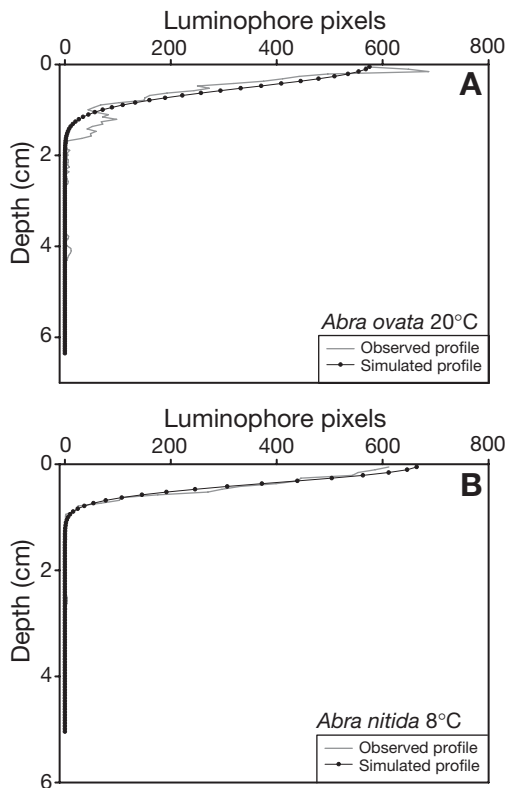 Luminophore pixels
0 200 400 600 800
0
A
2
Depth (cm)
4
6
Abra ovata 20°C
Observed profile
Simulated profile
Luminophore pixels
0 200 400 600 800
0
B
2
Depth (cm)
4
Abra nitida 8°C
Observed profile
Simulated profile
6